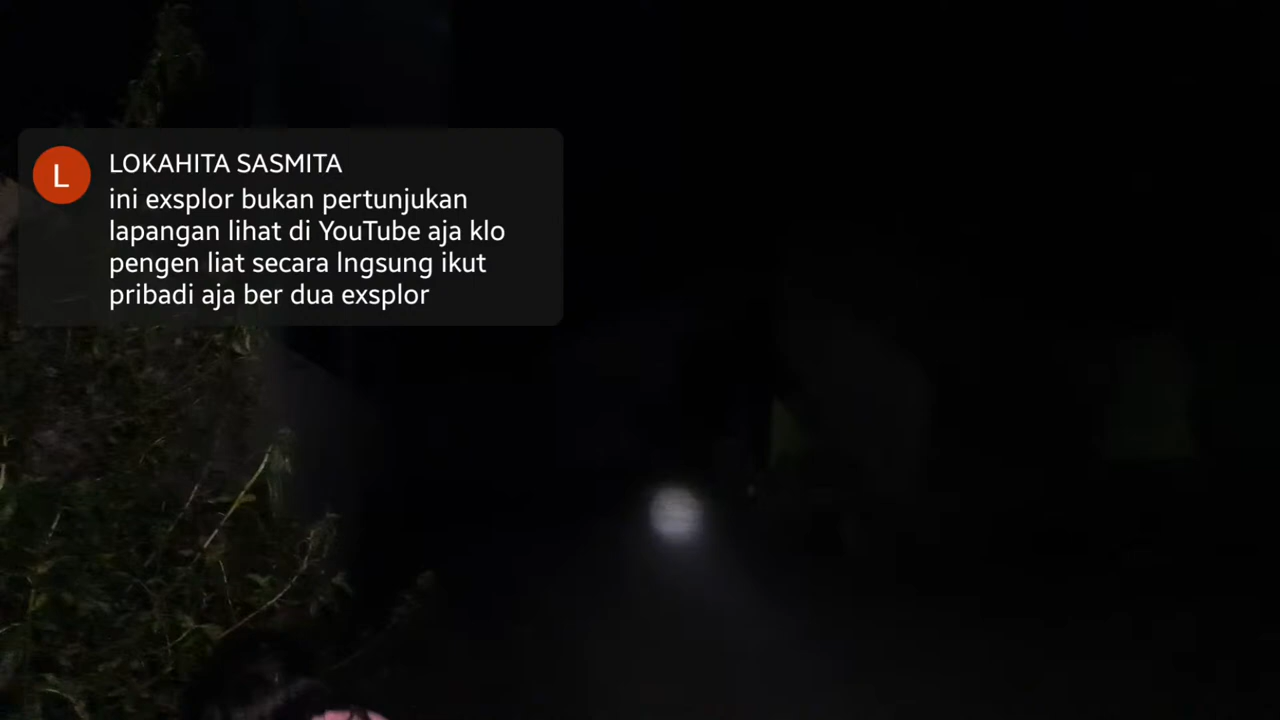 L
LOKAHITA SASMITA
ini exsplor bukan pertunjukan
lapangan lihat di YouTube aja klo
pengen liat secara lngsung ikut
pribadi aja ber dua exsplor